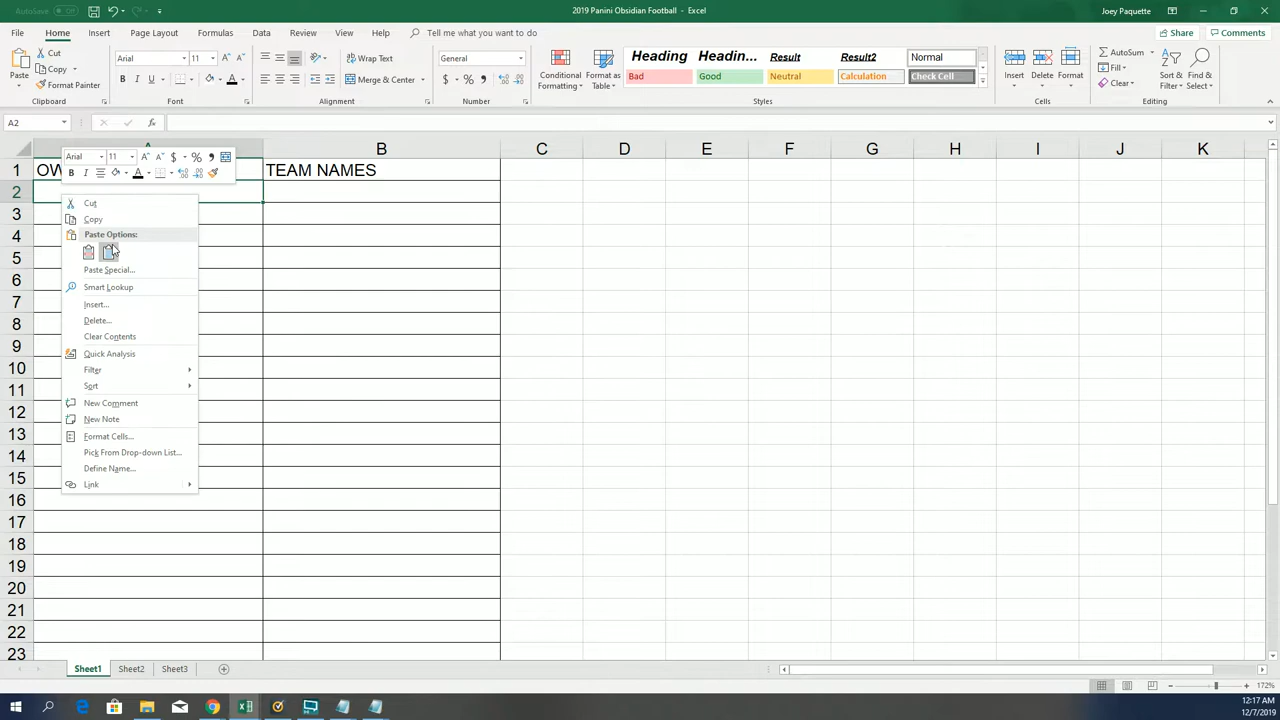 AutoSave Off 2019 Panini Obsidian Football - Excel Joey Paquette
File Home Insert Page Layout Formulas Data Review View Help Tell me what you want to do Share Comments
Paste Cut Copy Format Painter
Clipboard
Arial 11
B I U A
Font
Wrap Text
Merge & Center
Alignment
General
$ % ,
Number
Conditional Formatting Format as Table
Heading Headin... Result Result2 Normal
Bad Good Neutral Calculation Check Cell
Styles
Insert Delete Format
Cells
AutoSum
Fill
Clear
Sort & Filter Find & Select
Editing
A2 fx
A B C D E F G H I J K
Arial 11 A A $ % ,
B I A
1 OW TEAM NAMES
2
3
4
5
6
7
8
9
10
11
12
13
14
15
16
17
18
19
20
21
22
23
Cut
Copy
Paste Options:
Paste Special...
Smart Lookup
Insert...
Delete...
Clear Contents
Quick Analysis
Filter
Sort
New Comment
New Note
Format Cells...
Pick From Drop-down List...
Define Name...
Link
Sheet1 Sheet2 Sheet3
172%
12:17 AM
12/7/2019